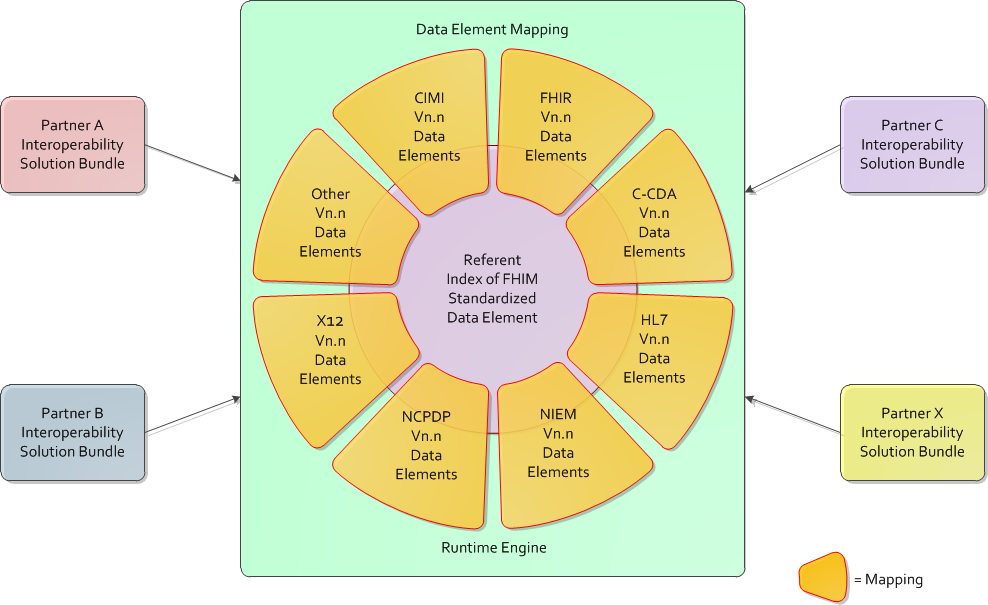 Data Element Mapping
CIMI
Vn.n
Data
Elements
FHIR
Vn.n
Data
Elements
Partner A
Interoperability
Solution Bundle
Partner C
Interoperability
Solution Bundle
Other
Vn.n
Data
Elements
C-CDA
Vn.n
Data
Elements
Referent
Index of FHIM
Standardized
Data Element
X12
Vn.n
Data
Elements
HL7
Vn.n
Data
Elements
Partner B
Interoperability
Solution Bundle
NCPDP
Vn.n
Data
Elements
NIEM
Vn.n
Data
Elements
Partner X
Interoperability
Solution Bundle
Runtime Engine
= Mapping